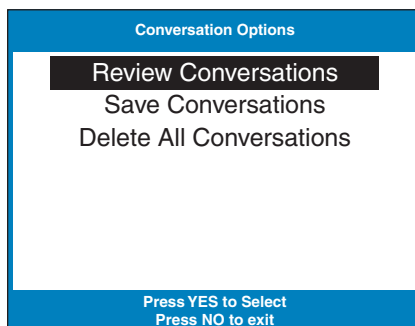 Conversation Options
Review Conversations
Save Conversations
Delete All Conversations
Press YES to Select
Press NO to exit